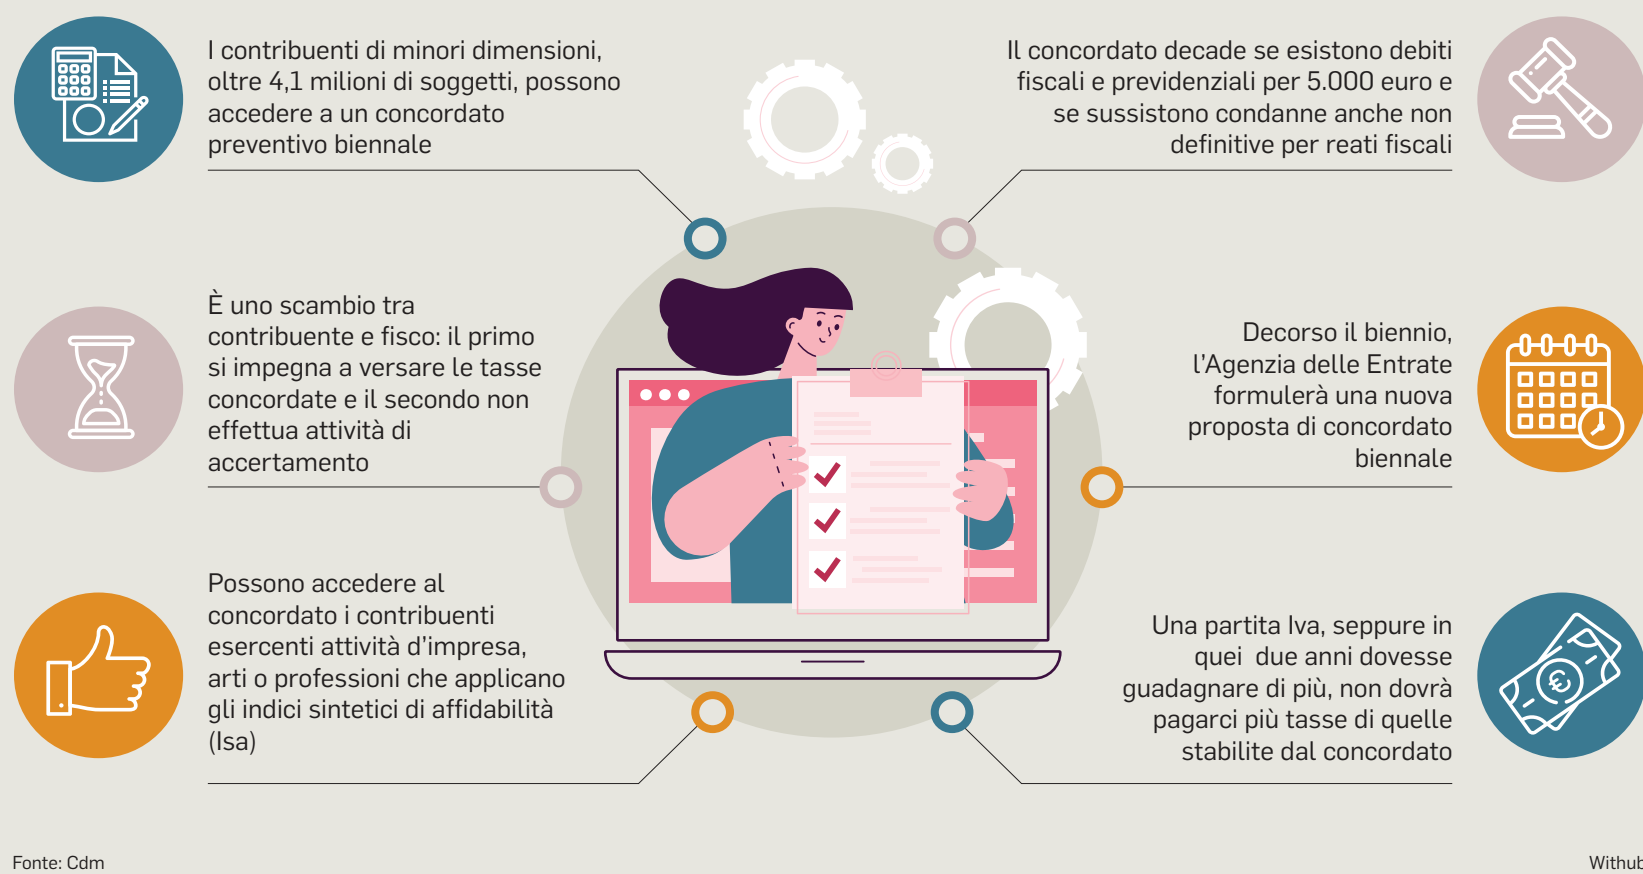 I contribuenti di minori dimensioni,
oltre 4,1 milioni di soggetti, possono
accedere a un concordato
preventivo biennale
È uno scambio tra
contribuente e fisco: il primo
si impegna a versare le tasse
concordate e il secondo non
effettua attività di
accertamento
Possono accedere al
concordato i contribuenti
esercenti attività d'impresa,
arti o professioni che applicano
gli indici sintetici di affidabilità
(Isa)
Il concordato decade se esistono debiti
fiscali e previdenziali per 5.000 euro e
se sussistono condanne anche non
definitive per reati fiscali
Decorso il biennio,
l'Agenzia delle Entrate
formulerà una nuova
proposta di concordato
biennale
Una partita Iva, seppure in
quei due anni dovesse
guadagnare di più, non dovrà
pagarci più tasse di quelle
stabilite dal concordato
€
Fonte: Cdm
Withub